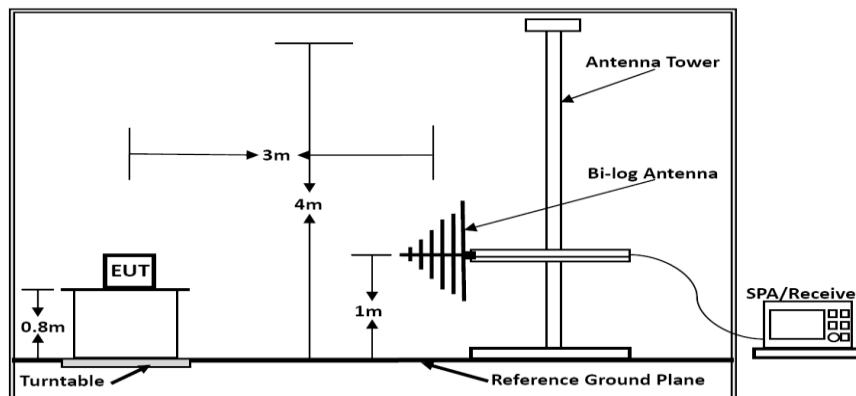 Antenna Tower
3m
Bi-log Antenna
4m
EUT
1m
0.8m
SPA/Receive
Turntable
Reference Ground Plane